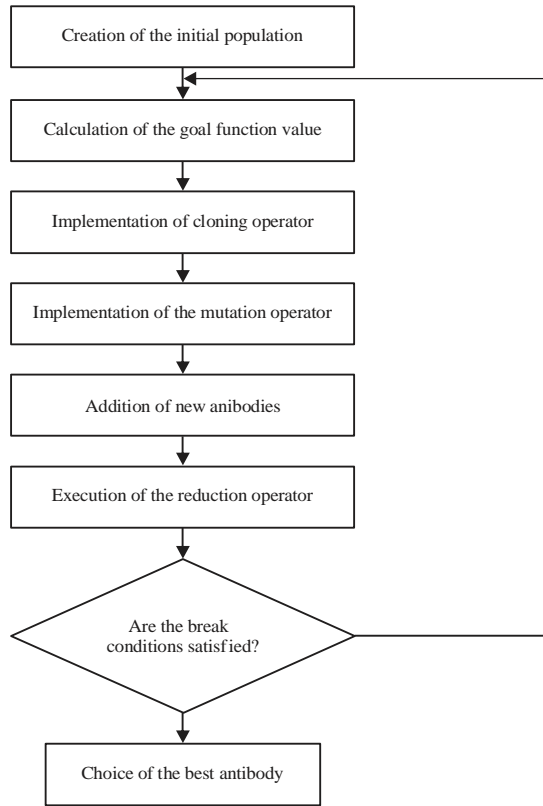 Creation of the initial population
Calculation of the goal function value
Implementation of cloning operator
Implementation of the mutation operator
Addition of new anibodies
Execution of the reduction operator
Are the break
conditions satisfied?
Choice of the best antibody